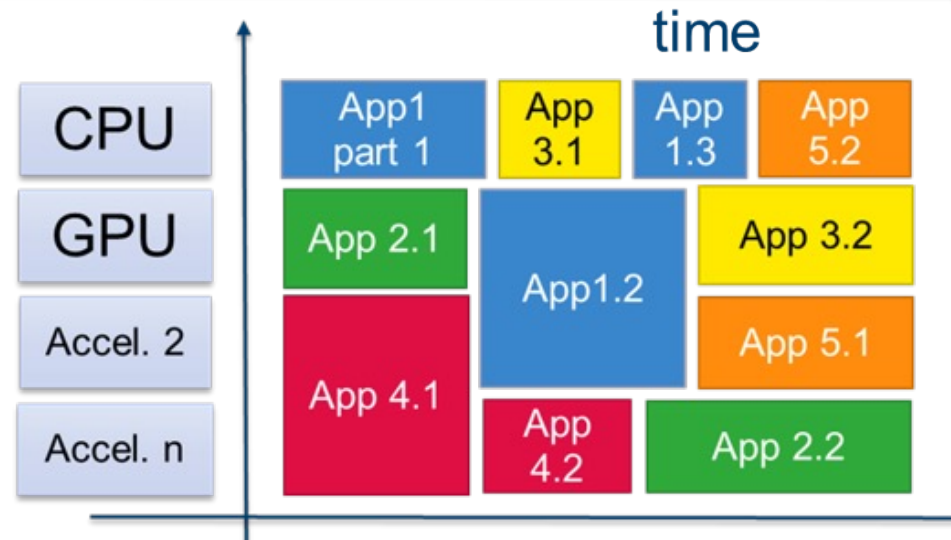 time
CPU
App1
part 1
App
3.1
App
1.3
App
5.2
GPU
App 2.1
App1.2
App 3.2
Accel. 2
App 4.1
App 5.1
Accel. n
App
4.2
App 2.2